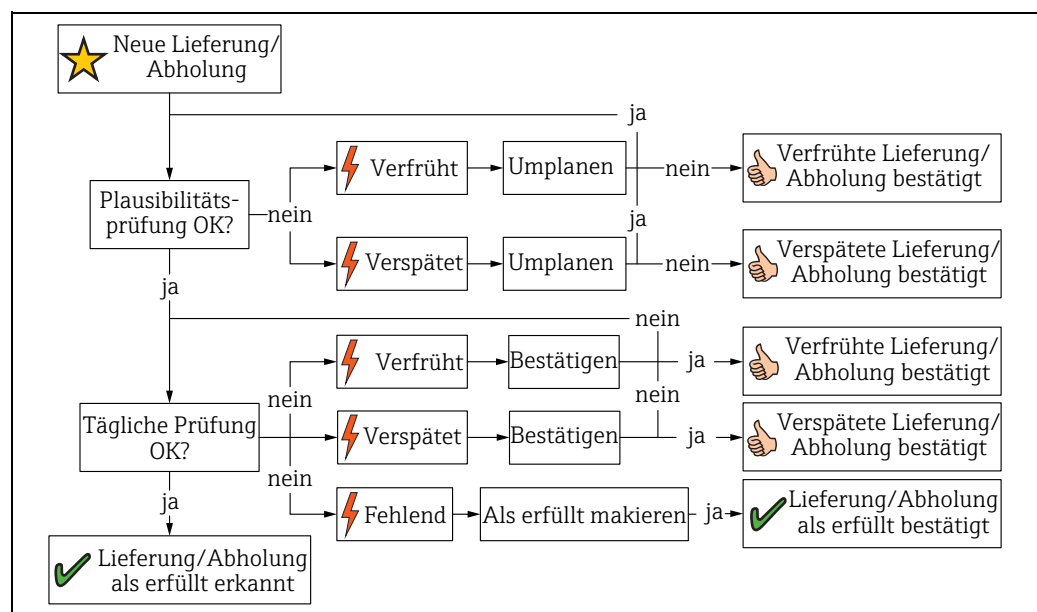 Neue Lieferung/
Abholung
ja
Verfrüht
Umplanen
nein
Verfrühte Lieferung/
Abholung bestätigt
Plausibilitäts-
prüfung OK?
nein
ja
Verspätet
Umplanen
nein
Verspätete Lieferung/
Abholung bestätigt
ja
nein
Verfrüht
Bestätigen
ja
Verfrühte Lieferung/
Abholung bestätigt
nein
nein
Tägliche Prüfung
OK?
Verspätet
Bestätigen
ja
Verspätete Lieferung/
Abholung bestätigt
nein
ja
Fehlend
Als erfüllt makieren
ja
Lieferung/Abholung
als erfüllt bestätigt
Lieferung/Abholung
als erfüllt erkannt